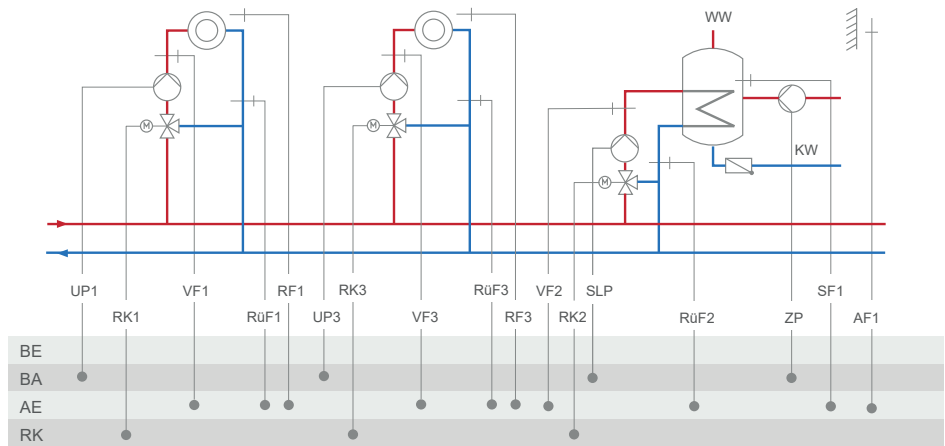 WW
KW
M
M
M
UP1 VF1 RF1 RK3 RüF3 VF2 SLP SF1
RK1 RüF1 UP3 VF3 RF3 RK2 RüF2 ZP AF1
BE
BA
AE
RK